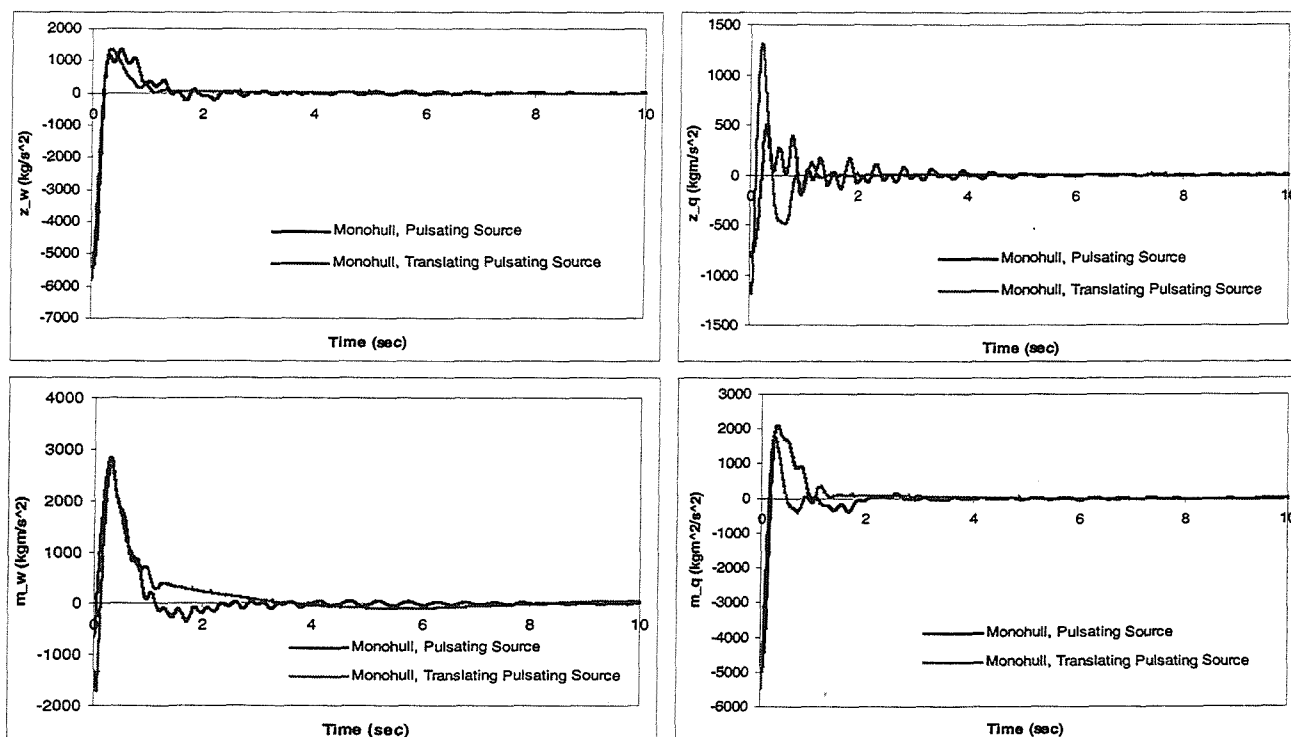 2000
1000
0
-1000
-2000
-3000
-4000
-5000
-6000
-7000
z_w (kg/s^2)
0 2 4 6 8 10
Monohull, Pulsating Source
Monohull, Translating Pulsating Source
Time (sec)
1500
1000
500
0
-500
-1000
-1500
z_q (kgm/s^2)
0 2 4 6 8 10
Monohull, Pulsating Source
Monohull, Translating Pulsating Source
Time (sec)
4000
3000
2000
1000
0
-1000
-2000
m_w (kgm/s^2)
0 2 4 6 8 10
Monohull, Pulsating Source
Monohull, Translating Pulsating Source
Time (sec)
3000
2000
1000
0
-1000
-2000
-3000
-4000
-5000
-6000
m_q (kgm^2/s^2)
0 2 4 6 8 10
Monohull, Pulsating Source
Monohull, Translating Pulsating Source
Time (sec)